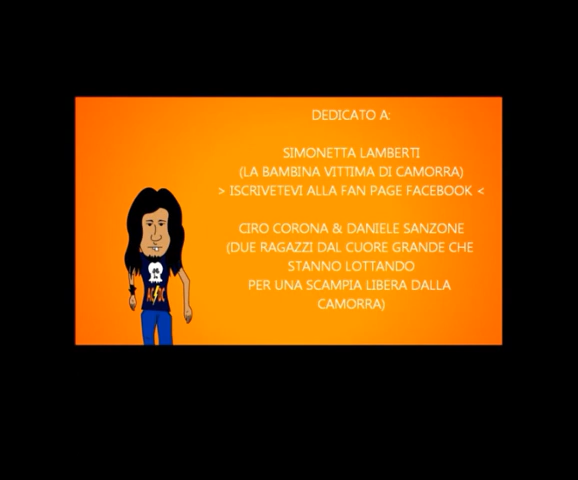 DEDICATO A:
SIMONETTA LAMBERTI
(LA BAMBINA VITTIMA DI CAMORRA)
> ISCRIVETEVI ALLA FAN PAGE FACEBOOK <
CIRO CORONA & DANIELE SANZONE
(DUE RAGAZZI DAL CUORE GRANDE CHE
STANNO LOTTANDO
PER UNA SCAMPIA LIBERA DALLA
CAMORRA)
AC DC